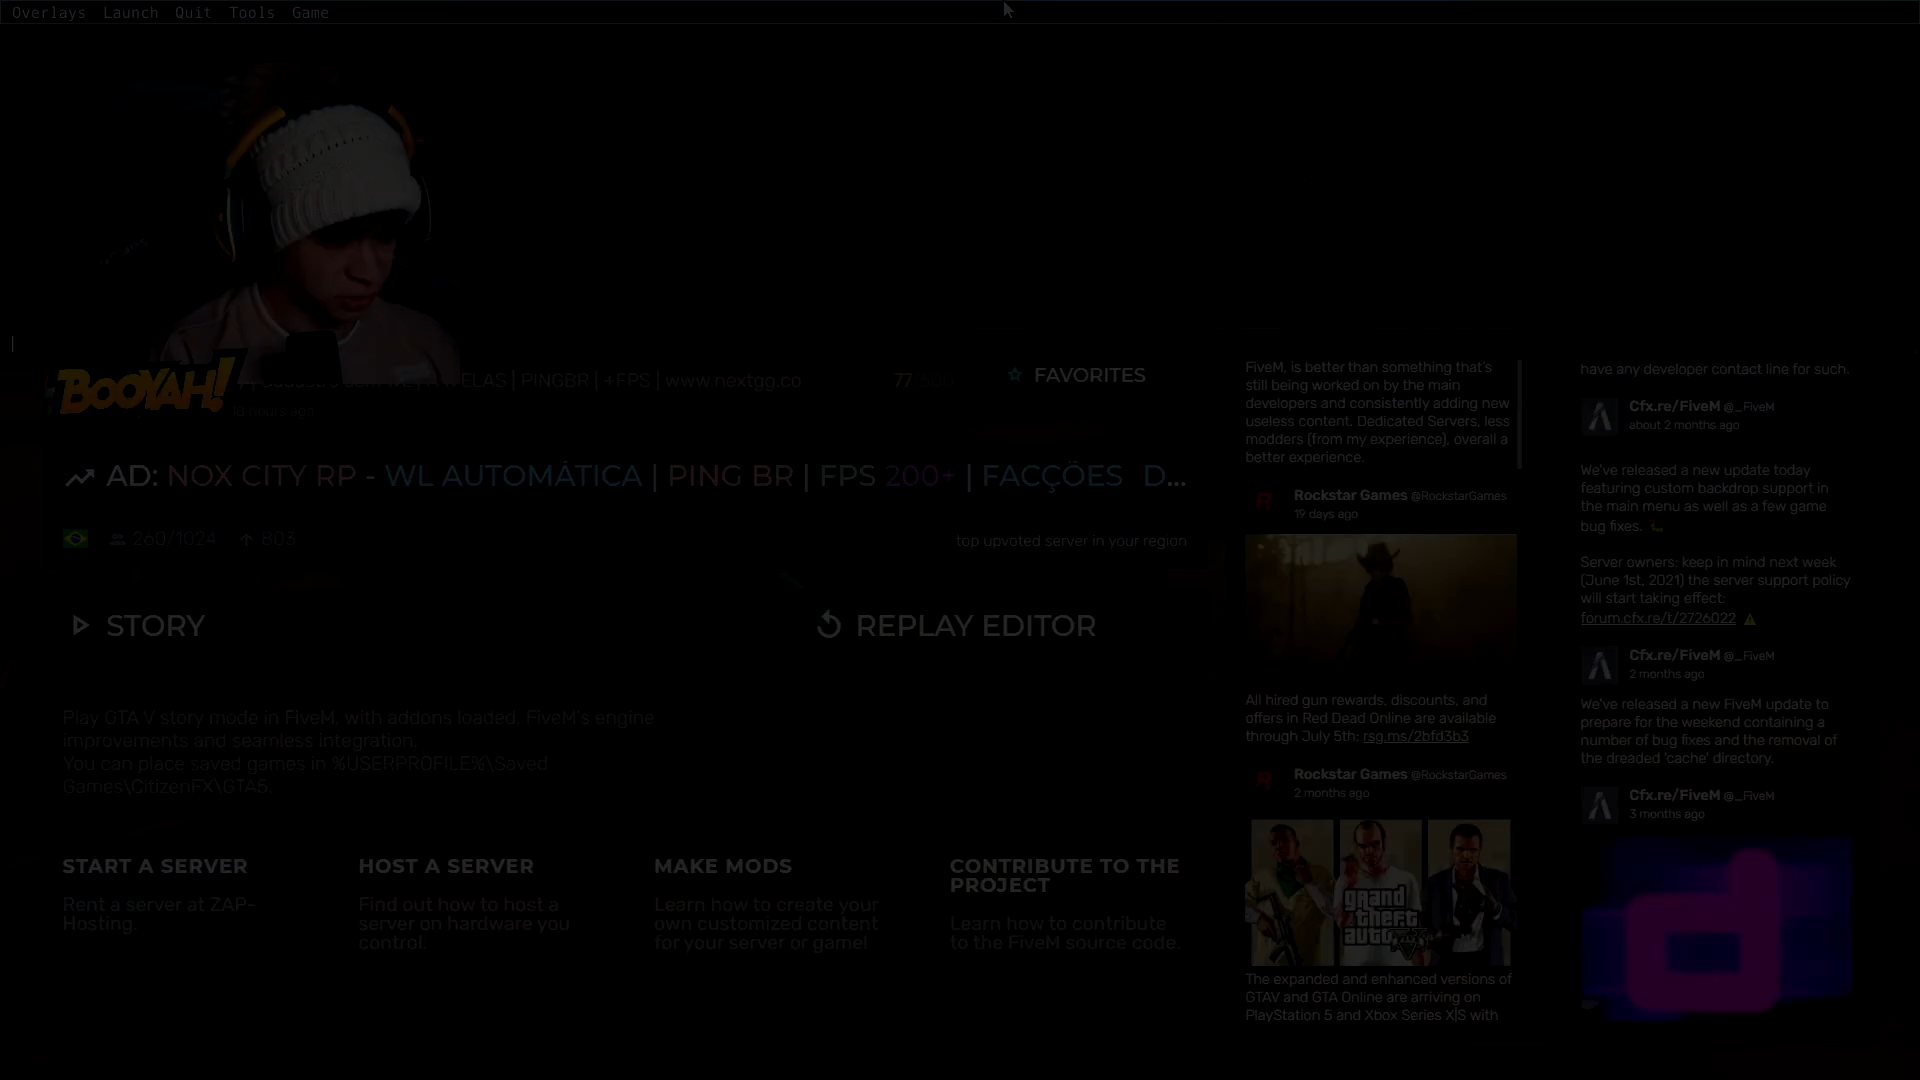 Overlays Launch Quit Tools Game
BOOYAH!
ELAS | PINGBR | +FPS | www.nextgg.co
77
hours ago
FAVORITES
AD: NOX CITY RP - WL AUTOMÁTICA | PING BR | FPS 200+ | FACÇÕES D...
260/1024 803
top upvoted server in your region
STORY
REPLAY EDITOR
Play GTA V story mode in FiveM, with addons loaded, FiveM's engine
improvements and seamless integration.
You can place saved games in %USERPROFILE%\Saved
Games\CitizenFX\GTA5.
START A SERVER
Rent a server at ZAP-
Hosting.
HOST A SERVER
Find out how to host a
server on hardware you
control.
MAKE MODS
Learn how to create your
own customized content
for your server or game!
CONTRIBUTE TO THE
PROJECT
Learn how to contribute
to the FiveM source code.
FiveM, is better than something that's
still being worked on by the main
developers and consistently adding new
useless content. Dedicated Servers, less
modders (from my experience), overall a
better experience.
Rockstar Games @RockstarGames
19 days ago
All hired gun rewards, discounts, and
offers in Red Dead Online are available
through July 5th: rsg.ms/2bfd3b3
Rockstar Games @RockstarGames
2 months ago
grand
theft
auto V
The expanded and enhanced versions of
GTAV and GTA Online are arriving on
PlayStation 5 and Xbox Series X|S with
have any developer contact line for such.
Cfx.re/FiveM @_FiveM
about 2 months ago
We've released a new update today
featuring custom backdrop support in
the main menu as well as a few game
bug fixes.
Server owners: keep in mind next week
(June 1st, 2021) the server support policy
will start taking effect:
forum.cfx.re/t/2726022
Cfx.re/FiveM @_FiveM
2 months ago
We've released a new FiveM update to
prepare for the weekend containing a
number of bug fixes and the removal of
the dreaded 'cache' directory.
Cfx.re/FiveM @_FiveM
3 months ago